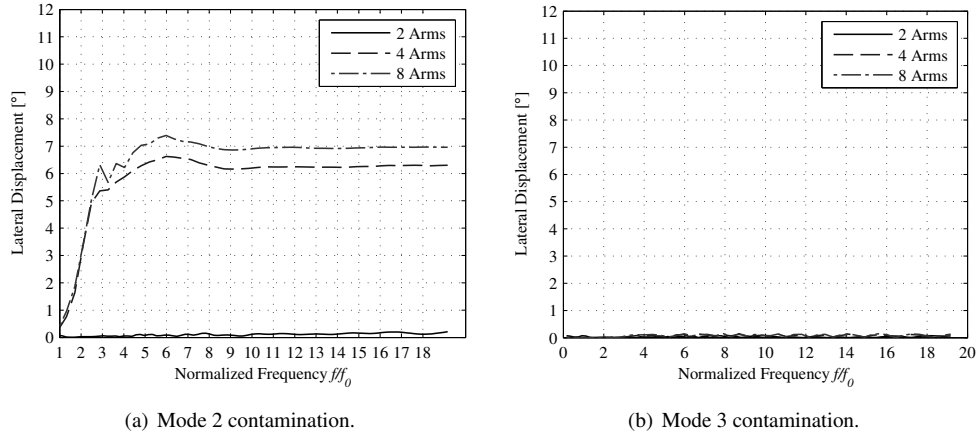 12
11
10
9
8
7
6
5
4
3
2
1
0
Lateral Displacement [°]
2 Arms
4 Arms
8 Arms
1 2 3 4 5 6 7 8 9 10 11 12 13 14 15 16 17 18
Normalized Frequency f/f0
(a) Mode 2 contamination.
12
11
10
9
8
7
6
5
4
3
2
1
0
Lateral Displacement [°]
2 Arms
4 Arms
8 Arms
0 2 4 6 8 10 12 14 16 18 20
Normalized Frequency f/f0
(b) Mode 3 contamination.